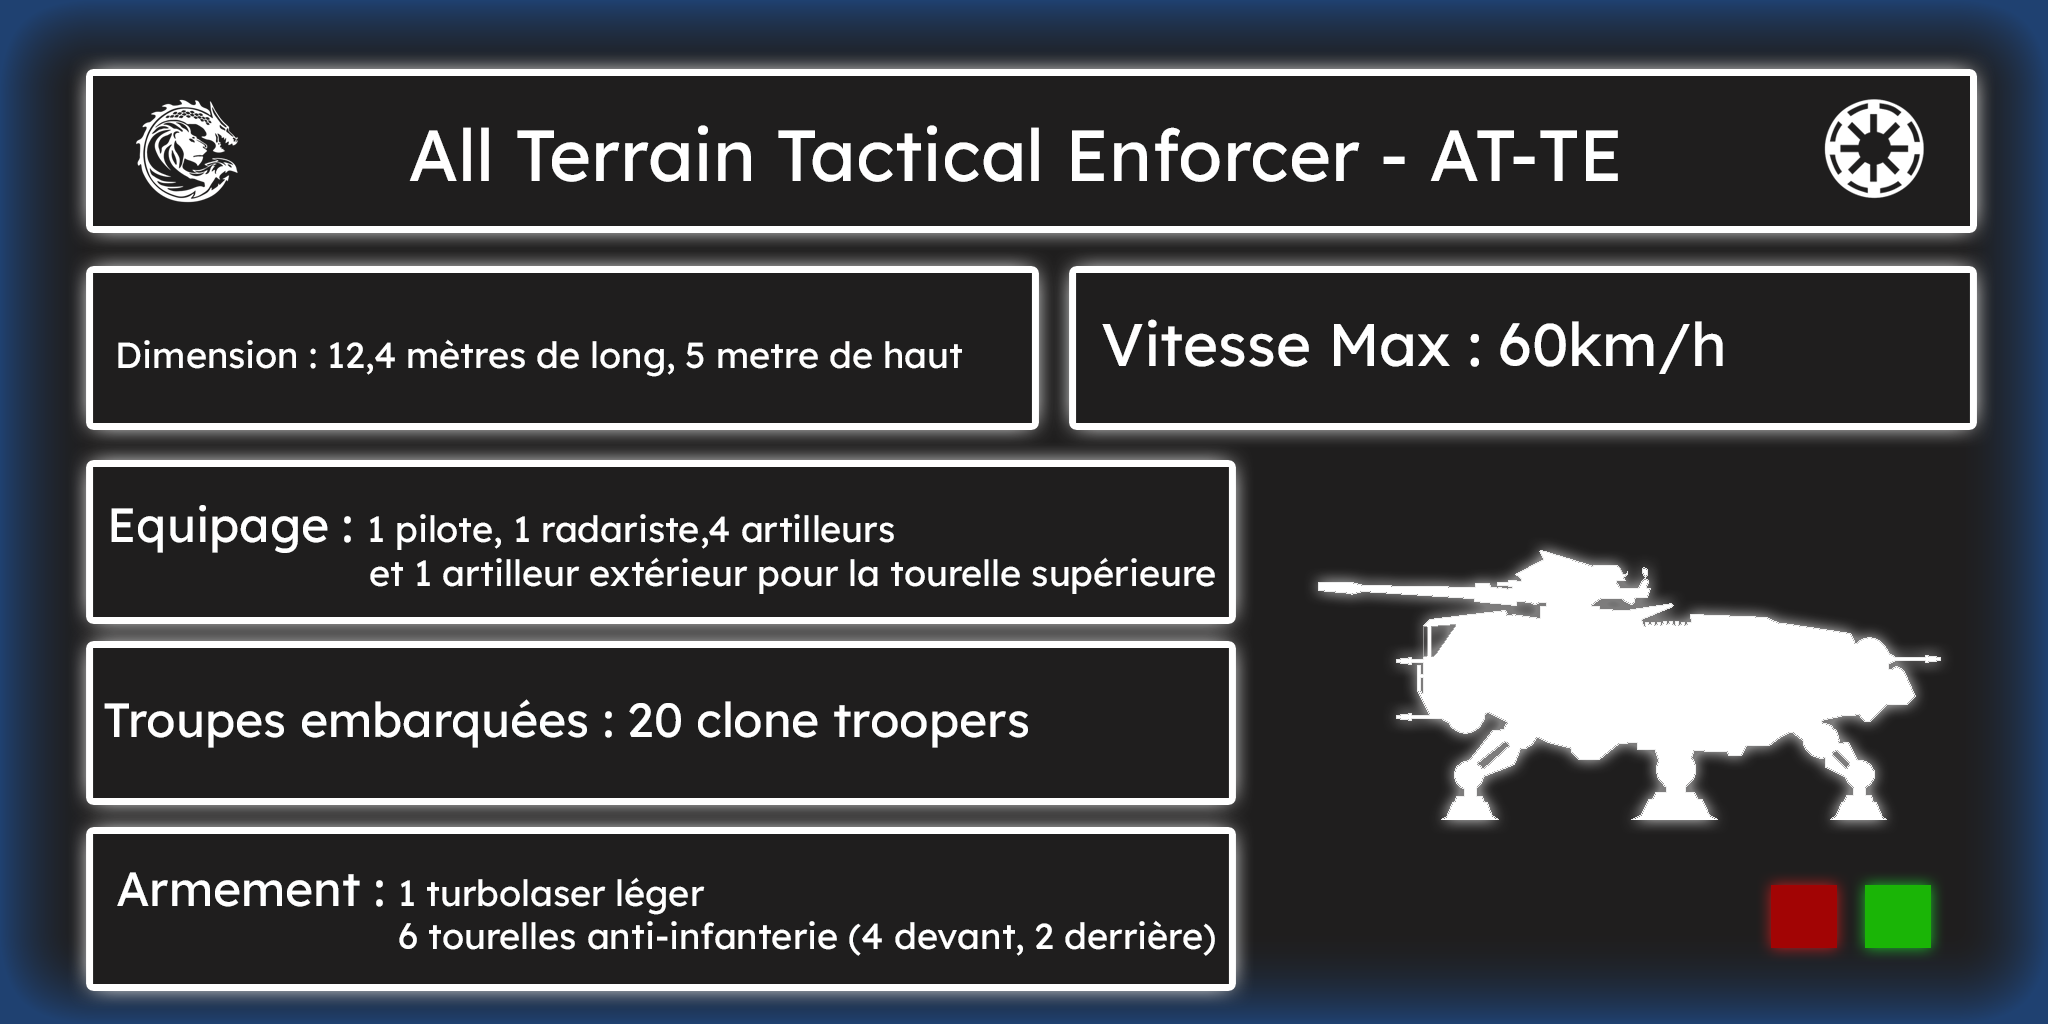 All Terrain Tactical Enforcer - AT-TE
Dimension : 12,4 mètres de long, 5 metre de haut
Vitesse Max : 60km/h
Equipage : 1 pilote, 1 radariste,4 artilleurs
et 1 artilleur extérieur pour la tourelle supérieure
Troupes embarquées : 20 clone troopers
Armement : 1 turbolaser léger
6 tourelles anti-infanterie (4 devant, 2 derrière)